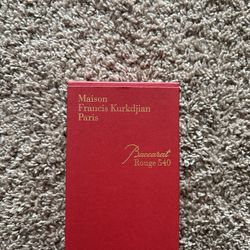 Maison
Francis Kurkdjian
Paris
Baccarat
Rouge 540